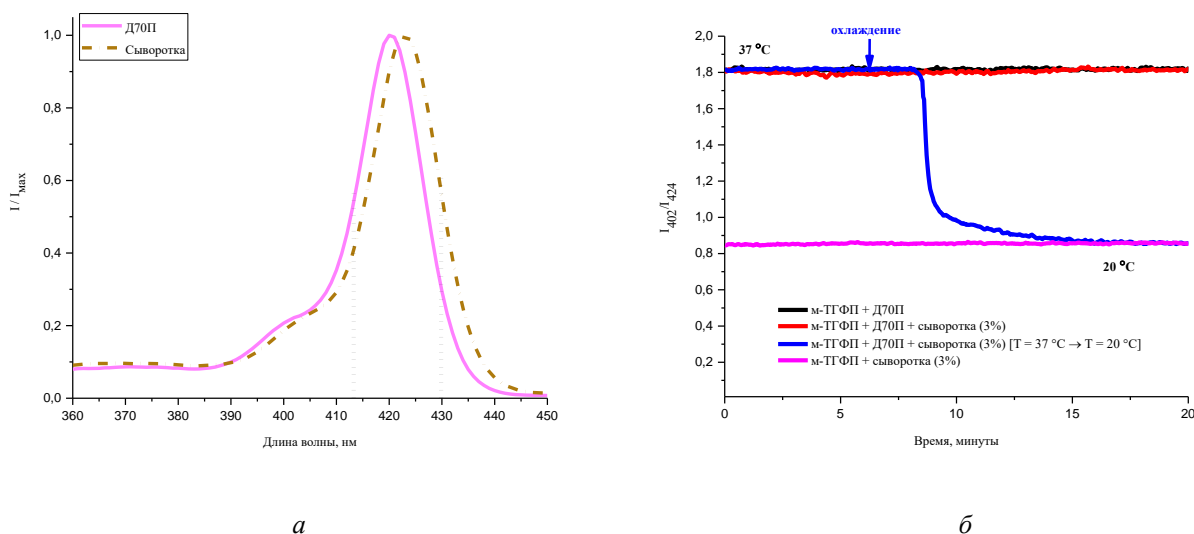 Д70П
Сыворотка
1,0
0,8
0,6
0,4
0,2
0,0
I / Imax
360 370 380 390 400 410 420 430 440 450
Длина волны, нм
а
охлаждение
37 °C
2,0
1,8
1,6
1,4
1,2
1,0
0,8
0,6
0,4
0,2
I402/I424
20 °C
м-ТГФП + Д70П
м-ТГФП + Д70П + сыворотка (3%)
м-ТГФП + Д70П + сыворотка (3%) [T = 37 °C → T = 20 °C]
м-ТГФП + сыворотка (3%)
0 5 10 15 20
Время, минуты
б